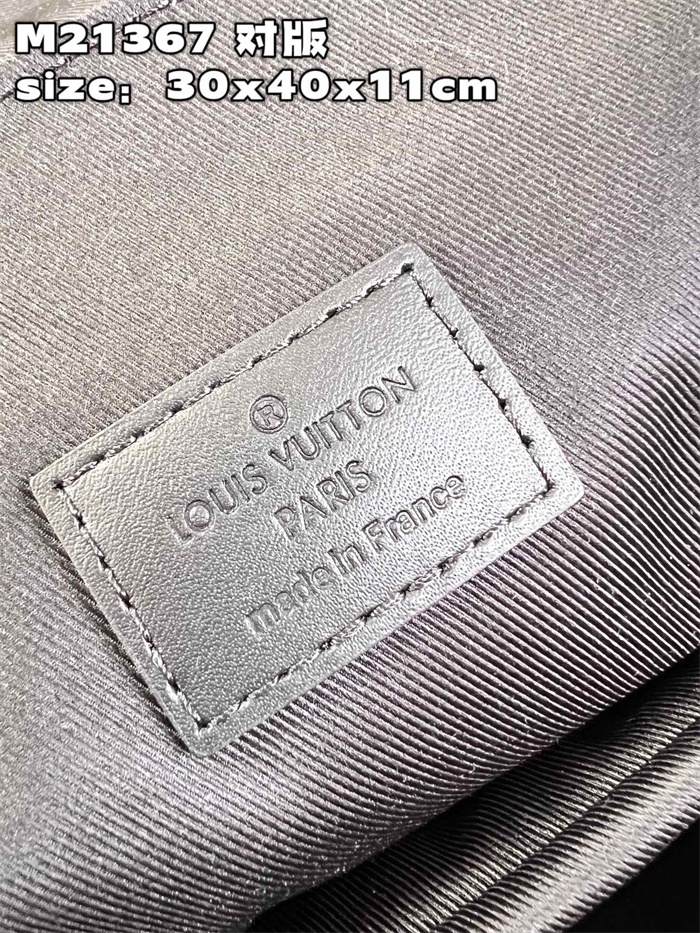 M21367 对版
size：30x40x11cm
®
LOUIS VUITTON
PARIS
made in France